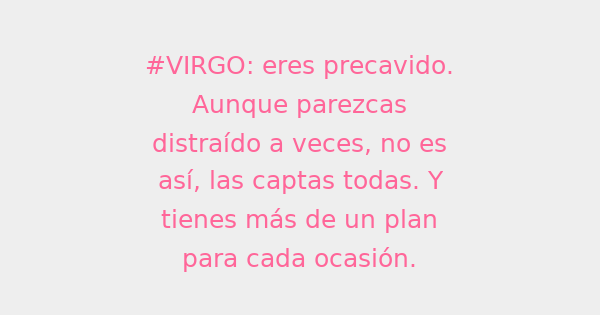 #VIRGO: eres precavido.
Aunque parezcas
distraído a veces, no es
así, las captas todas. Y
tienes más de un plan
para cada ocasión.